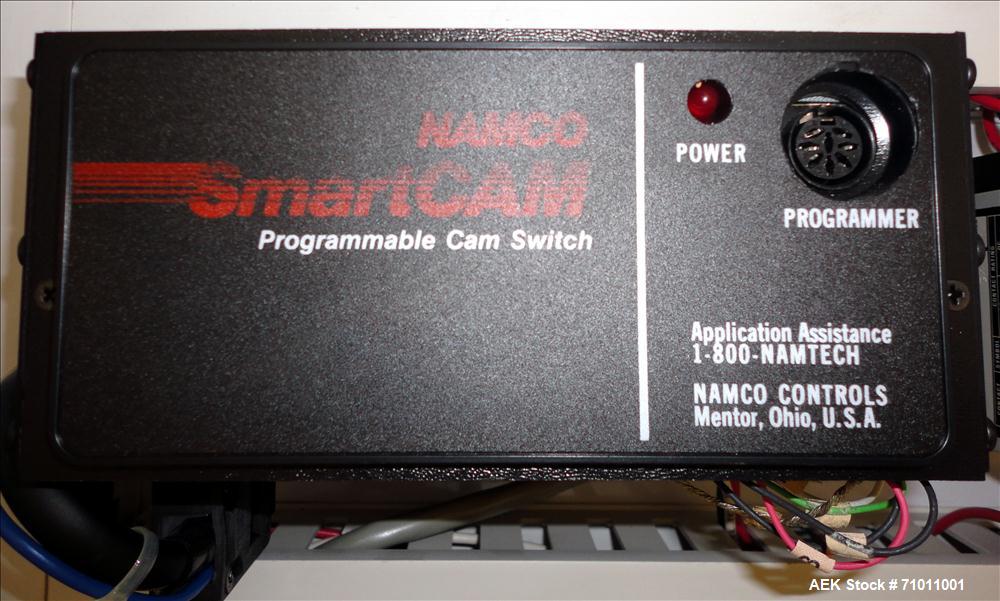 NAMCO
SmartCAM
Programmable Cam Switch
POWER
PROGRAMMER
Application Assistance
1-800-NAMTECH
NAMCO CONTROLS
Mentor, Ohio, U.S.A.
AEK Stock # 71011001